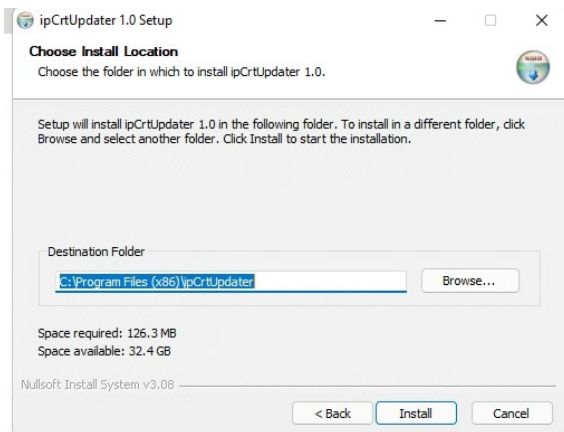 ipCrtUpdater 1.0 Setup
Choose Install Location
Choose the folder in which to install ipCrtUpdater 1.0.
Setup will install ipCrtUpdater 1.0 in the following folder. To install in a different folder, click
Browse and select another folder. Click Install to start the installation.
Destination Folder
C:\Program Files (x86)\ipCrtUpdater
Browse...
Space required: 126.3 MB
Space available: 32.4 GB
Nullsoft Install System v3.08
< Back
Install
Cancel